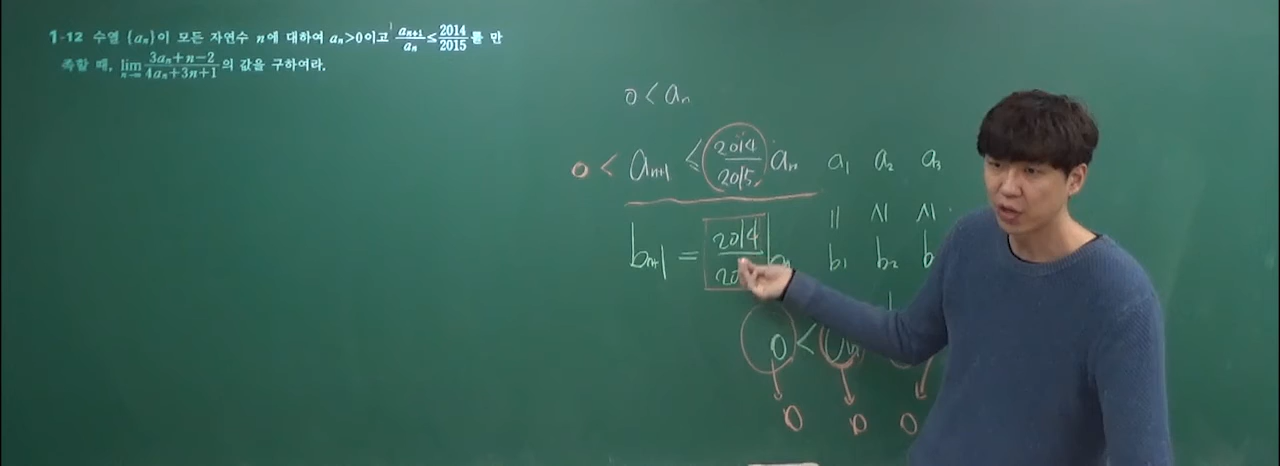 1-12 수열 {aₙ}이 모든 자연수 n에 대하여 aₙ>0이고 aₙ₊₁/aₙ ≤ 2014/2015 를 만
족할 때, lim n→∞ (3aₙ+n-2)/(4aₙ+3n+1) 의 값을 구하여라.
0 < aₙ
0 < aₙ₊₁ ≤ 2014/2015 aₙ a₁ a₂ a₃
|| ∧| ∧|
bₙ₊₁ = 2014/20 bₙ b₁ b₂ b
0 <
0 0 0